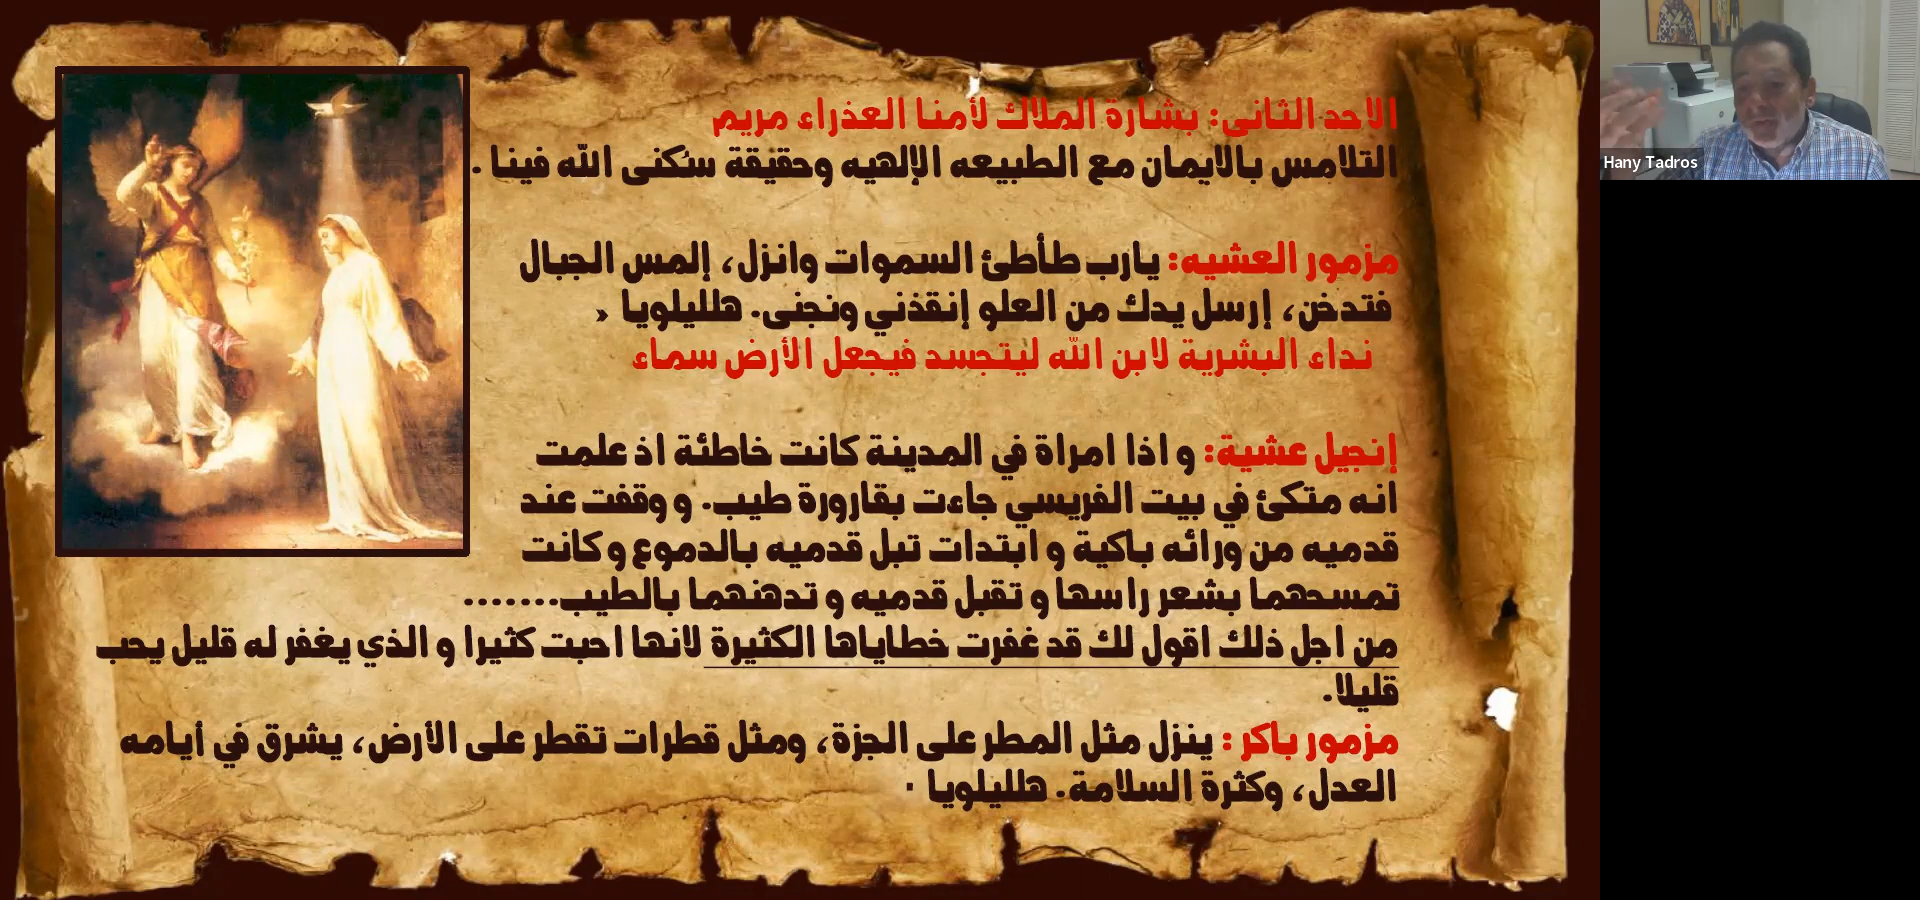 الاحد الثانى: بشارة الملاك لأمنا العذراء مريم
التلامس بالايمان مع الطبيعه الإلهيه وحقيقة سُكنى الله فينا .
مزمور العشيه: يارب طأطئ السموات وانزل، إلمس الجبال
فتدخن، إرسل يدك من العلو إنقذني ونجنى. هلليلويا »
نداء البشرية لابن الله ليتجسد فيجعل الأرض سماء
إنجيل عشية: و اذا امراة في المدينة كانت خاطئة اذ علمت
انه متكئ في بيت الفريسي جاءت بقارورة طيب. و وقفت عند
قدميه من ورائه باكية و ابتدات تبل قدميه بالدموع و كانت
تمسحهما بشعر راسها و تقبل قدميه و تدهنهما بالطيب.......
من اجل ذلك اقول لك قد غفرت خطاياها الكثيرة لانها احبت كثيرا و الذي يغفر له قليل يحب
قليلا.
مزمور باكر : ينزل مثل المطر على الجزة، ومثل قطرات تقطر على الأرض، يشرق في أيامه
العدل، وكثرة السلامة. هلليلويا ·
Hany Tadros